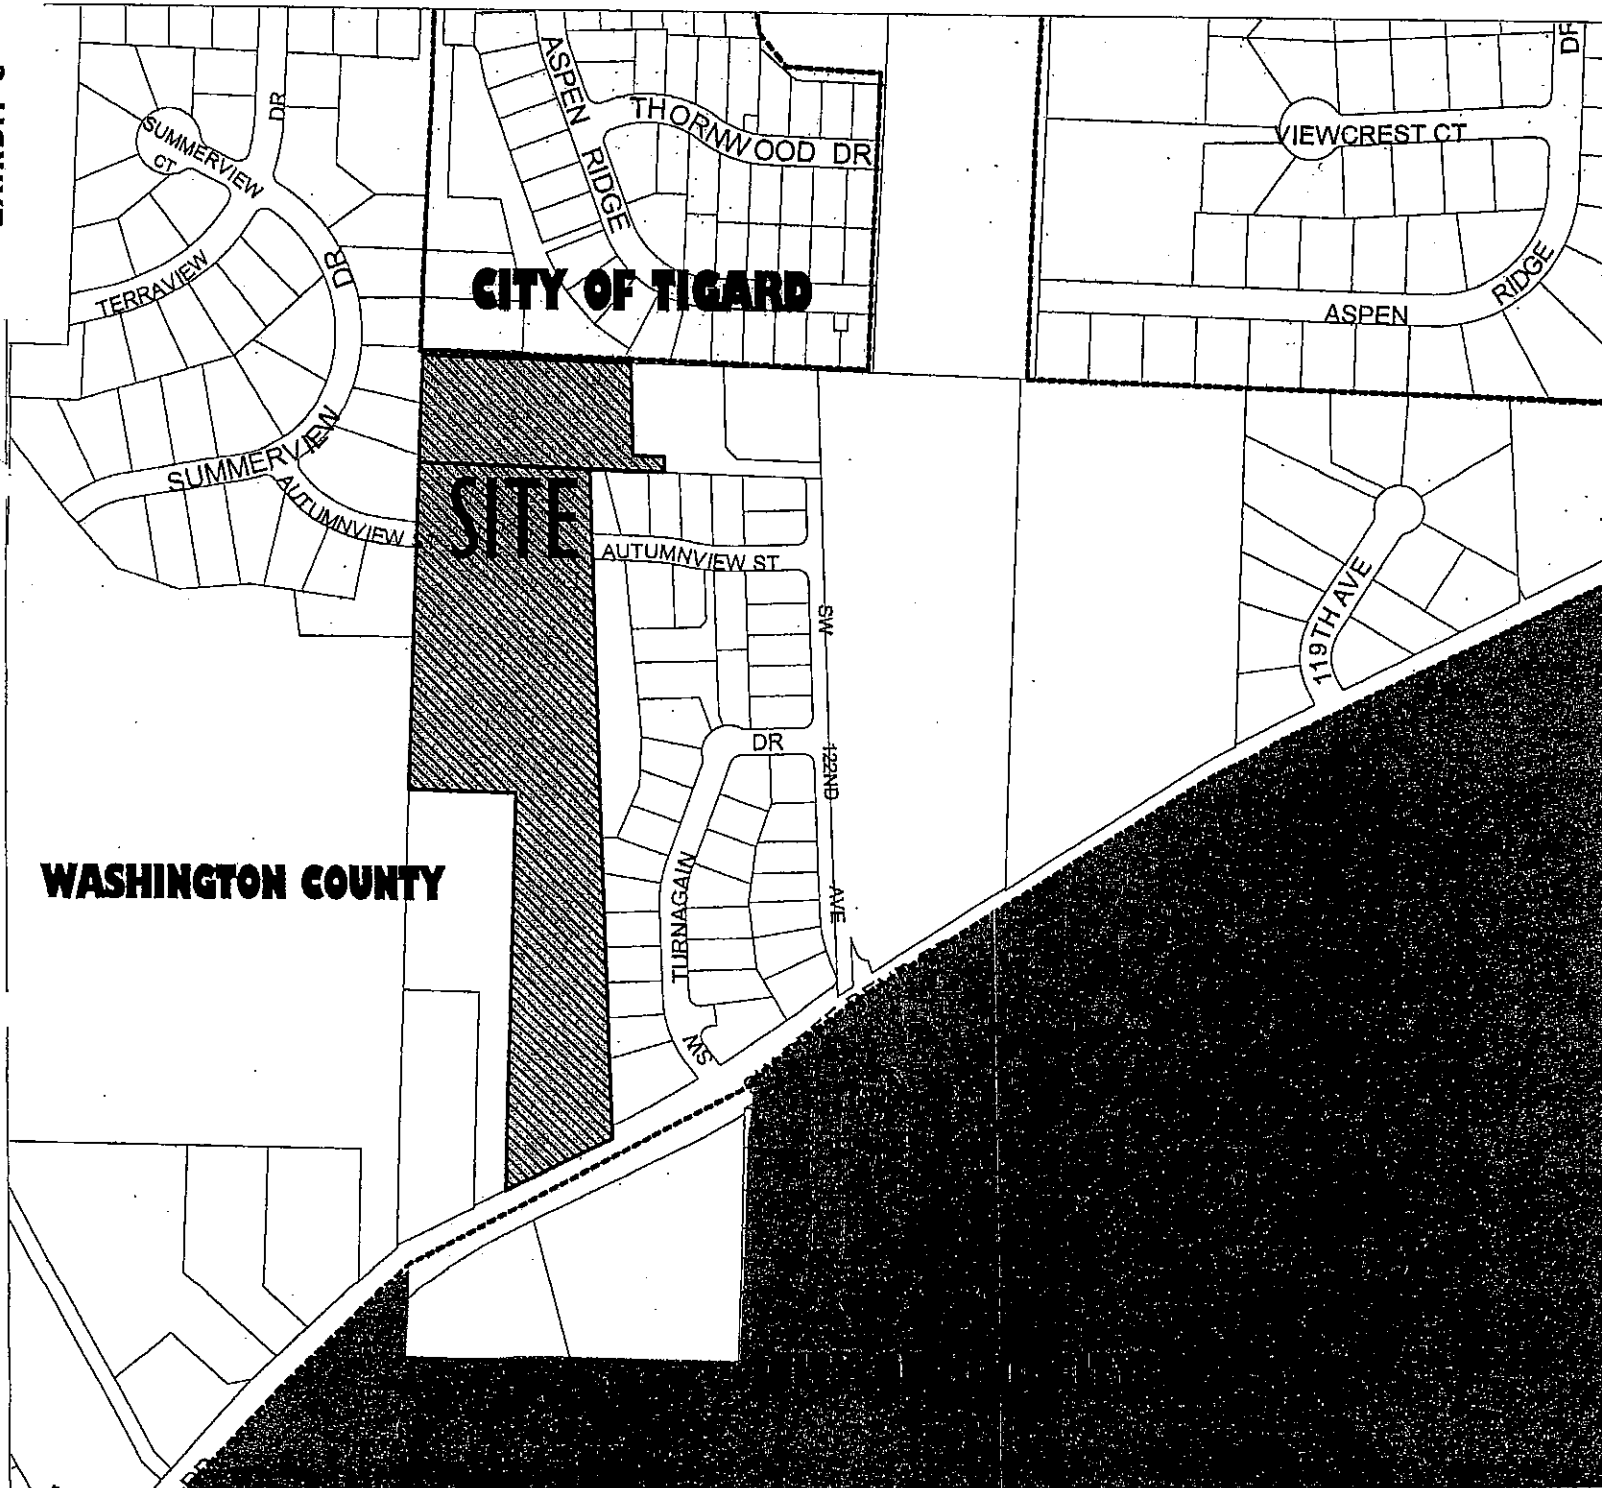 DR
ASPEN
RIDGE
THORNWOOD DR
DR
VIEWCREST CT
SUMMERVIEW
CT
DR
TERRAVIEW
CITY OF TIGARD
RIDGE
ASPEN
SUMMERVIEW
AUTUMNVIEW
SITE
AUTUMNVIEW ST
SW
119TH AVE
DR
122ND
WASHINGTON COUNTY
TURNAGAIN
AVE
SW